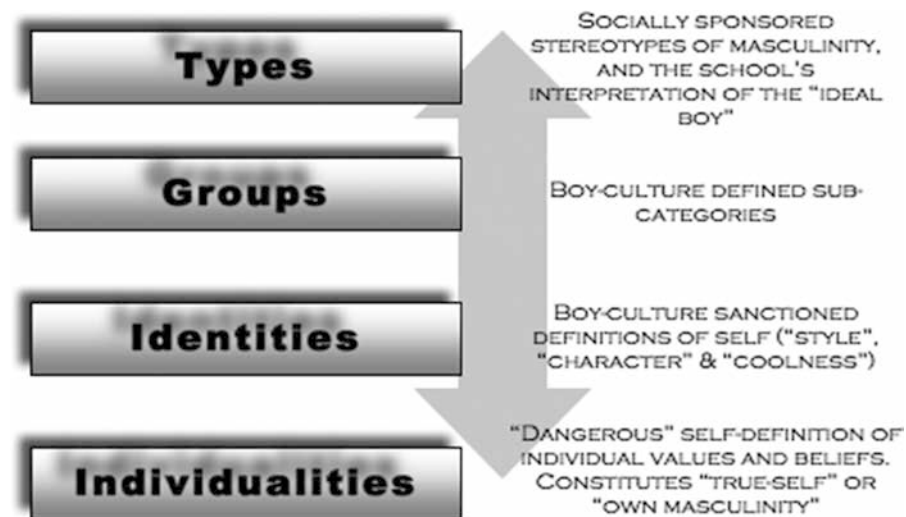 Types
SOCIALLY SPONSORED
STEREOTYPES OF MASCULINITY,
AND THE SCHOOL'S
INTERPRETATION OF THE "IDEAL
BOY"
Groups
BOY-CULTURE DEFINED SUB-
CATEGORIES
Identities
BOY-CULTURE SANCTIONED
DEFINITIONS OF SELF ("STYLE",
"CHARACTER" & "COOLNESS")
Individualities
"DANGEROUS" SELF-DEFINITION OF
INDIVIDUAL VALUES AND BELIEFS.
CONSTITUTES "TRUE-SELF" OR
"OWN MASCULINITY"